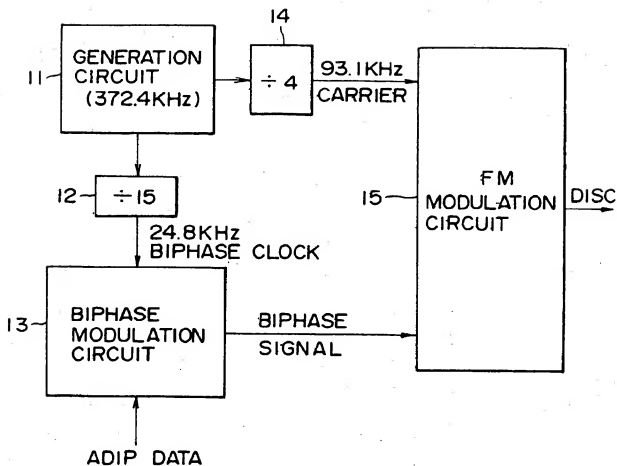 14
GENERATION
CIRCUIT
(372.4KHz)
11
÷4
93.1KHz
CARRIER
12
÷15
15
FM
MODULATION
CIRCUIT
DISC
24.8KHz
BIPHASE CLOCK
13
BIPHASE
MODULATION
CIRCUIT
BIPHASE
SIGNAL
ADIP DATA